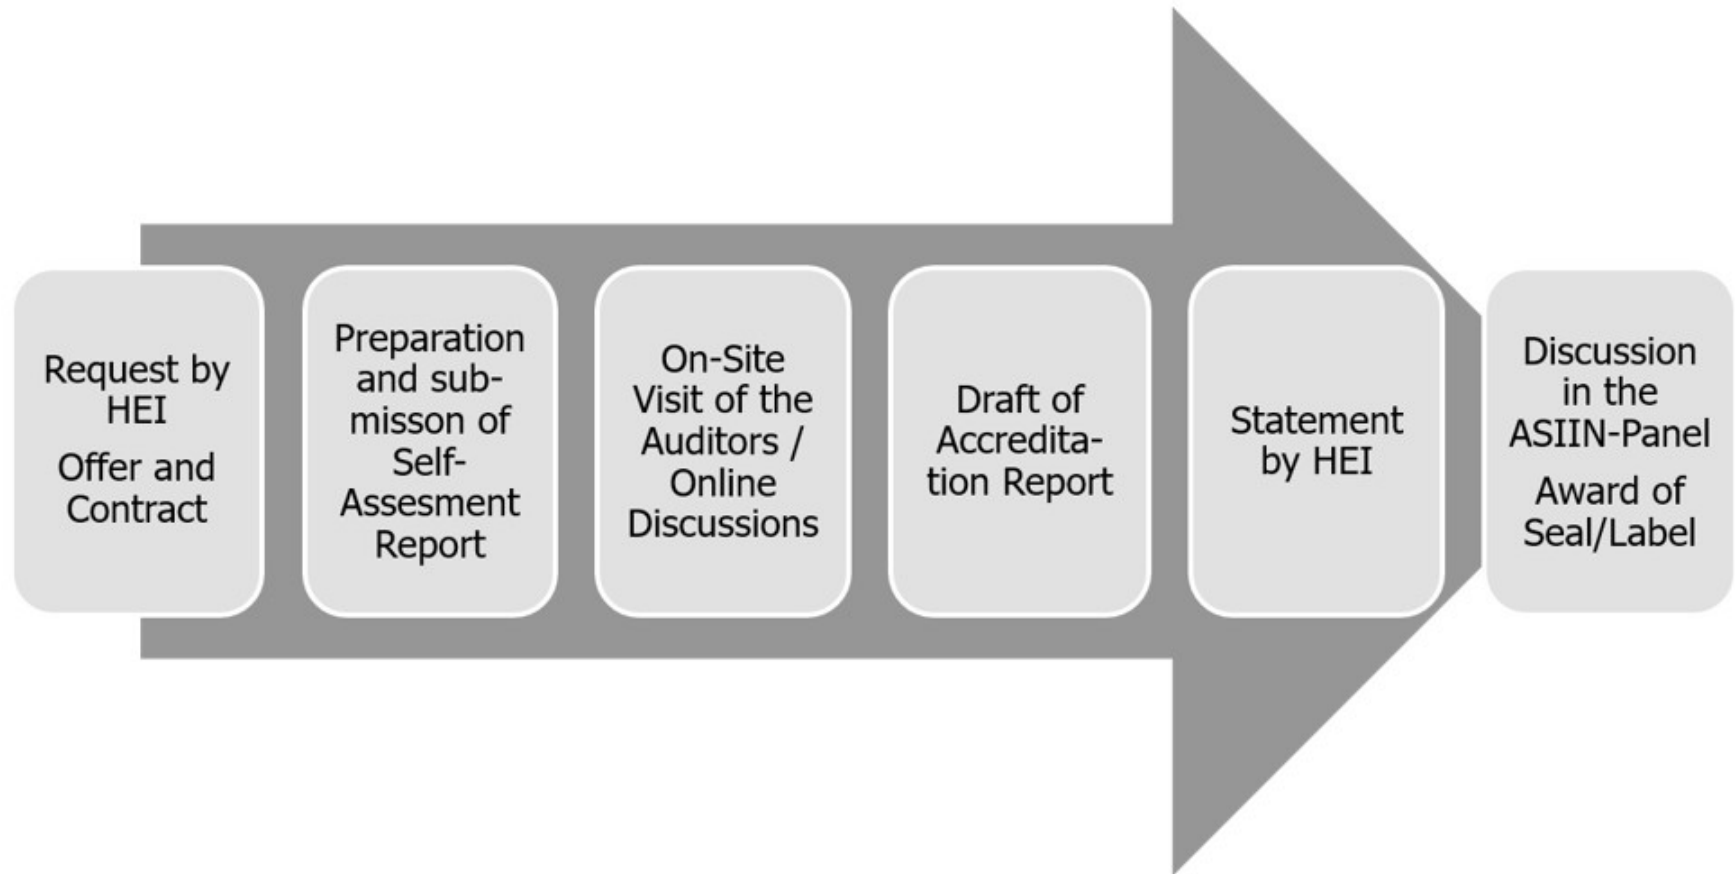 Request by
HEI
Offer and
Contract
Preparation
and sub-
misson of
Self-
Assesment
Report
On-Site
Visit of the
Auditors /
Online
Discussions
Draft of
Accredita-
tion Report
Statement
by HEI
Discussion
in the
ASIIN-Panel
Award of
Seal/Label